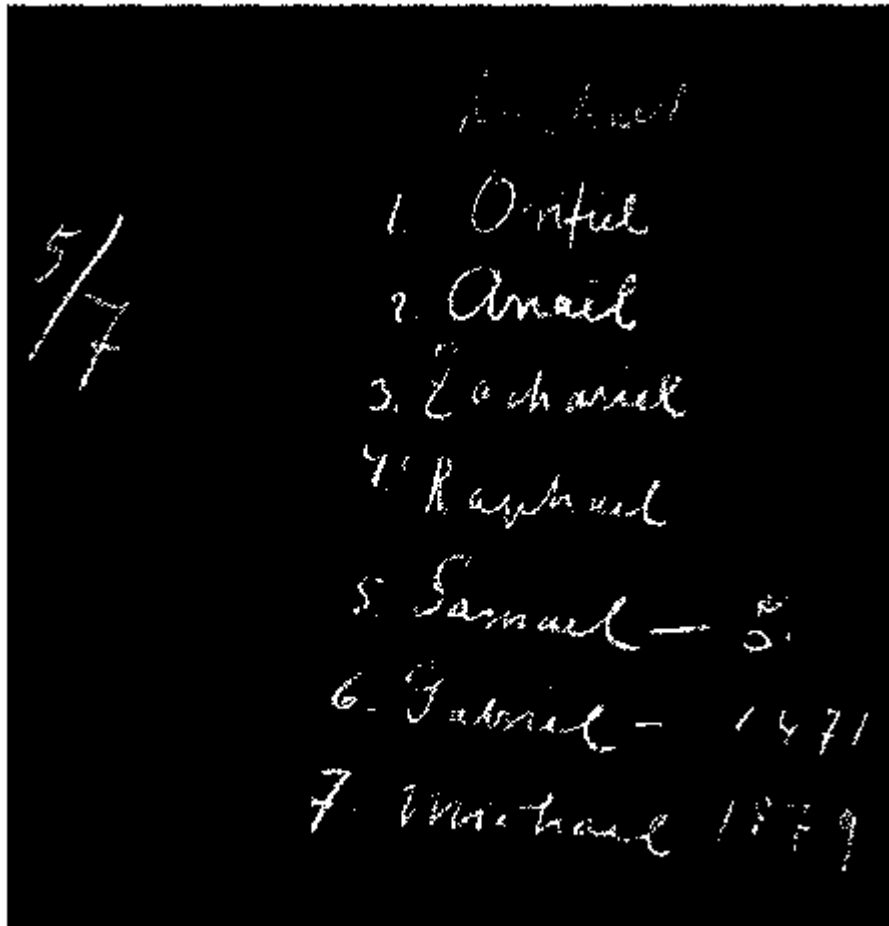 5/7
1. Orifiel
2. Anael
3. Zachariel
4. Raphael
5. Samael —
6. Gabriel – 1471
7. Michael 1879